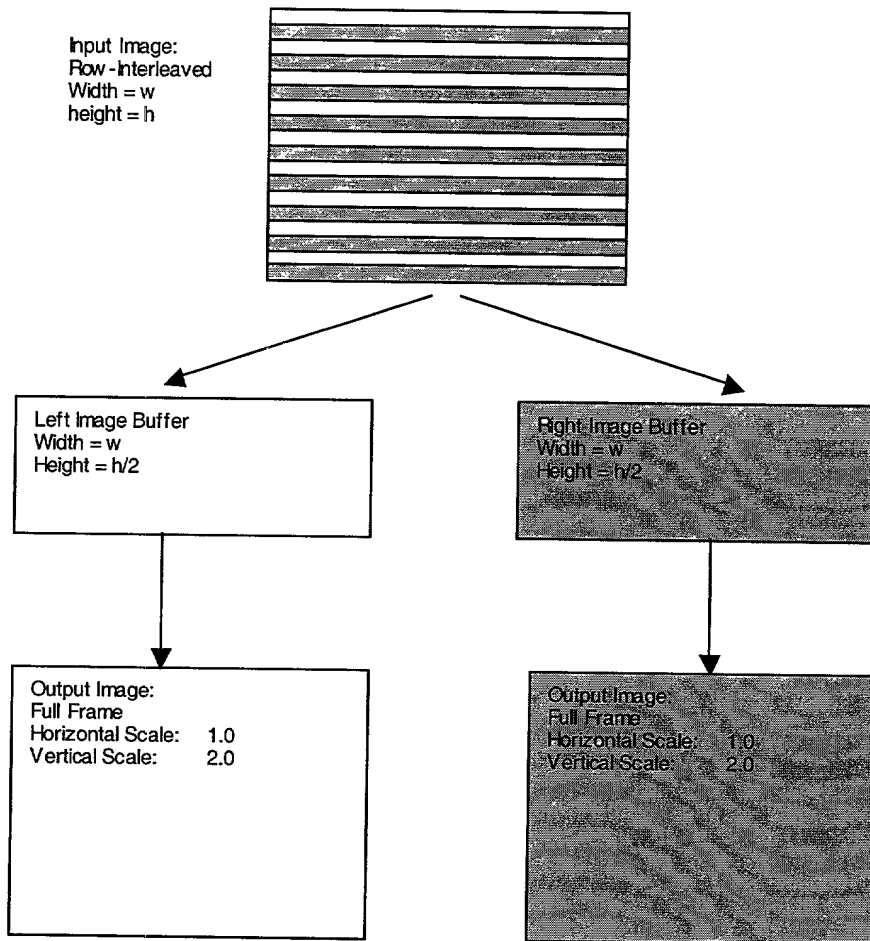 Input Image:
Row-Interleaved
Width = w
height = h
Left Image Buffer
Width = w
Height = h/2
Right Image Buffer
Width = w
Height = h/2
Output Image:
Full Frame
Horizontal Scale: 1.0
Vertical Scale: 2.0
Output Image:
Full Frame
Horizontal Scale: 1.0
Vertical Scale: 2.0